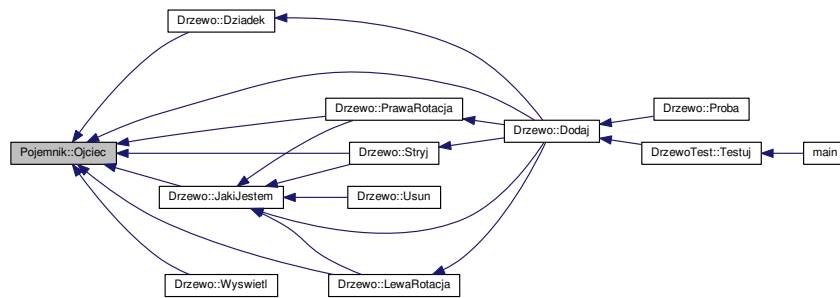 Drzewo::Dziadek
Drzewo::PrawaRotacja
Drzewo::Proba
Drzewo::Dodaj
Pojemnik::Ojciec
Drzewo::Stryj
DrzewoTest::Testuj
main
Drzewo::JakiJestem
Drzewo::Usun
Drzewo::Wyswietl
Drzewo::LewaRotacja